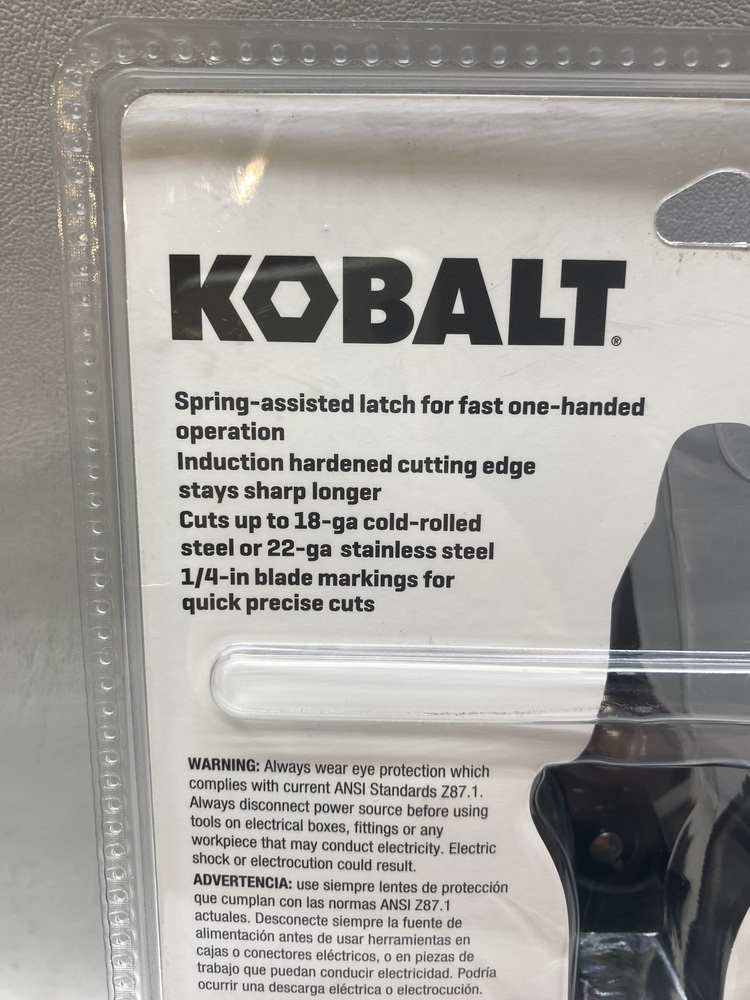 KOBALT®
Spring-assisted latch for fast one-handed
operation
Induction hardened cutting edge
stays sharp longer
Cuts up to 18-ga cold-rolled
steel or 22-ga stainless steel
1/4-in blade markings for
quick precise cuts
WARNING: Always wear eye protection which
complies with current ANSI Standards Z87.1.
Always disconnect power source before using
tools on electrical boxes, fittings or any
workpiece that may conduct electricity. Electric
shock or electrocution could result.
ADVERTENCIA: use siempre lentes de protección
que cumplan con las normas ANSI Z87.1
actuales. Desconecte siempre la fuente de
alimentación antes de usar herramientas en
cajas o conectores eléctricos, o en piezas de
trabajo que puedan conducir electricidad. Podría
ocurrir una descarga eléctrica o electrocución.